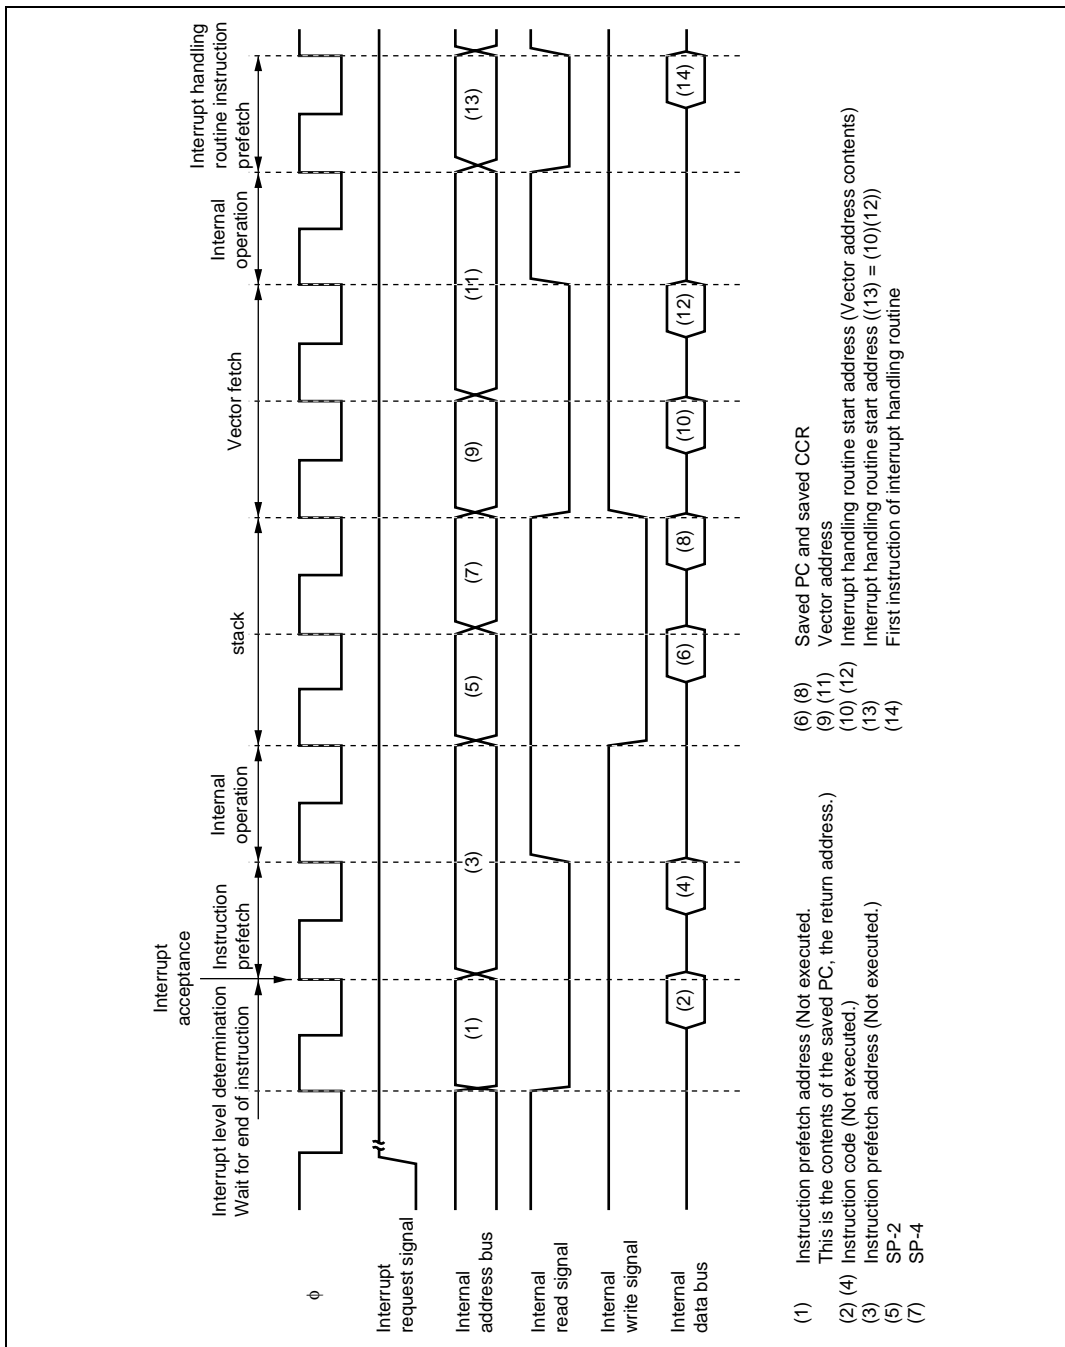 Interrupt level determination
Wait for end of instruction
Interrupt
acceptance
Instruction
prefetch
Internal
operation
stack
Vector fetch
Internal
operation
Interrupt handling
routine instruction
prefetch
φ
Interrupt
request signal
Internal
address bus
(1)
(3)
(5)
(7)
(9)
(11)
(13)
Internal
read signal
Internal
write signal
Internal
data bus
(2)
(4)
(6)
(8)
(10)
(12)
(14)
(1) Instruction prefetch address (Not executed.
This is the contents of the saved PC, the return address.)
(2) (4) Instruction code (Not executed.)
(3) Instruction prefetch address (Not executed.)
(5) SP-2
(7) SP-4
(6) (8) Saved PC and saved CCR
(9) (11) Vector address
(10) (12) Interrupt handling routine start address (Vector address contents)
(13) Interrupt handling routine start address ((13) = (10)(12))
(14) First instruction of interrupt handling routine